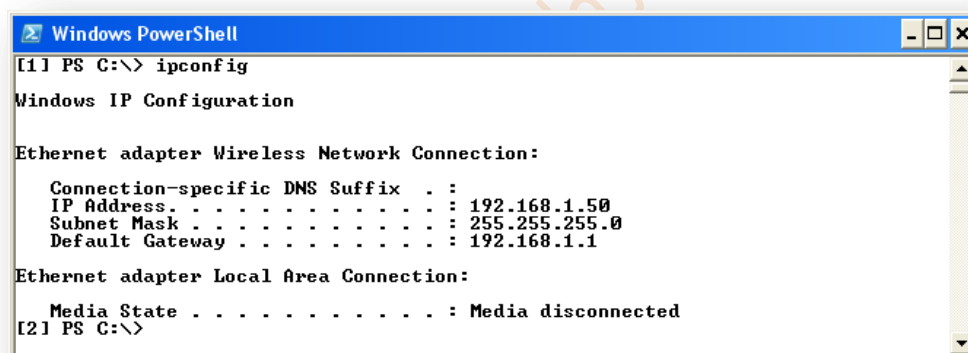 Windows PowerShell
[1] PS C:\> ipconfig
Windows IP Configuration
Ethernet adapter Wireless Network Connection:
Connection-specific DNS Suffix . :
IP Address. . . . . . . . . . . . : 192.168.1.50
Subnet Mask . . . . . . . . . . . : 255.255.255.0
Default Gateway . . . . . . . . . : 192.168.1.1
Ethernet adapter Local Area Connection:
Media State . . . . . . . . . . . : Media disconnected
[2] PS C:\>